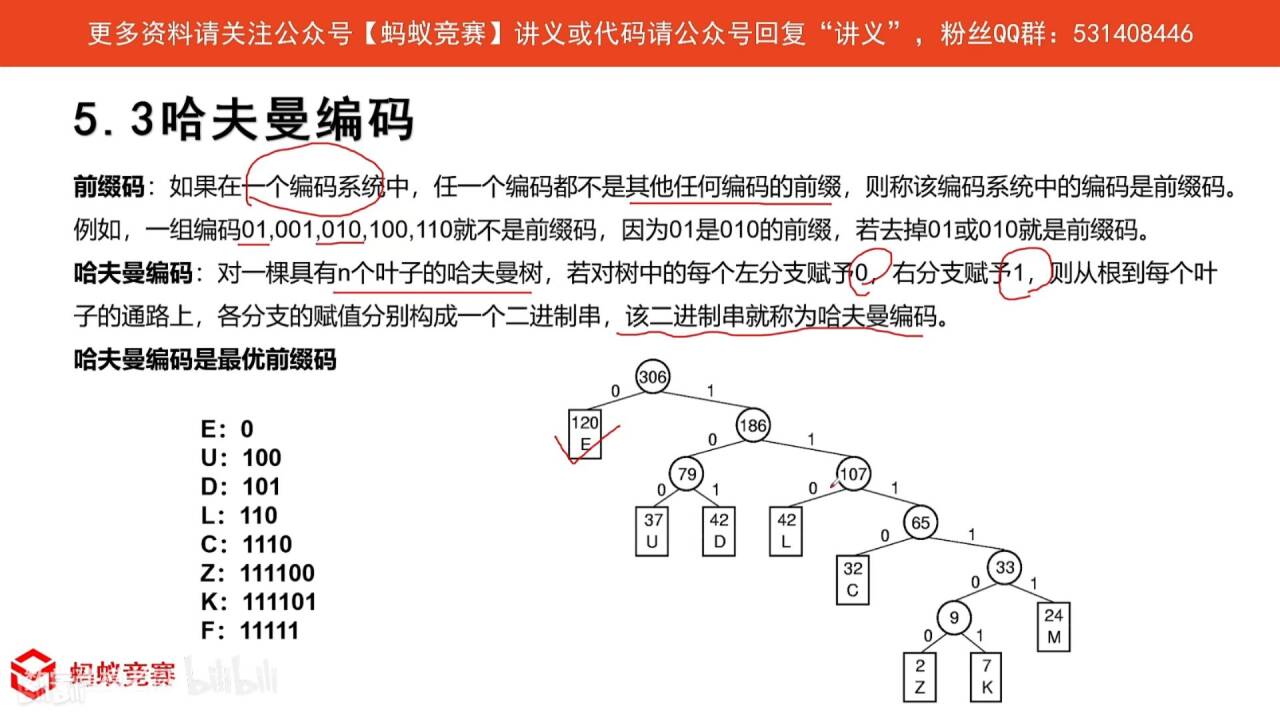 更多资料请关注公众号【蚂蚁竞赛】讲义或代码请公众号回复“讲义”，粉丝QQ群：531408446
5.3哈夫曼编码
前缀码：如果在一个编码系统中，任一个编码都不是其他任何编码的前缀，则称该编码系统中的编码是前缀码。
例如，一组编码01,001,010,100,110就不是前缀码，因为01是010的前缀，若去掉01或010就是前缀码。
哈夫曼编码：对一棵具有n个叶子的哈夫曼树，若对树中的每个左分支赋予0，右分支赋予1，则从根到每个叶
子的通路上，各分支的赋值分别构成一个二进制串，该二进制串就称为哈夫曼编码。
哈夫曼编码是最优前缀码
E：0
U：100
D：101
L：110
C：1110
Z：111100
K：111101
F：11111
306
0 1
120
E
186
0 1
79
107
0 1 0 1
37
U
42
D
42
L
65
0 1
32
C
33
0 1
9
24
M
0 1
2
Z
7
K
蚂蚁竞赛
bilibili